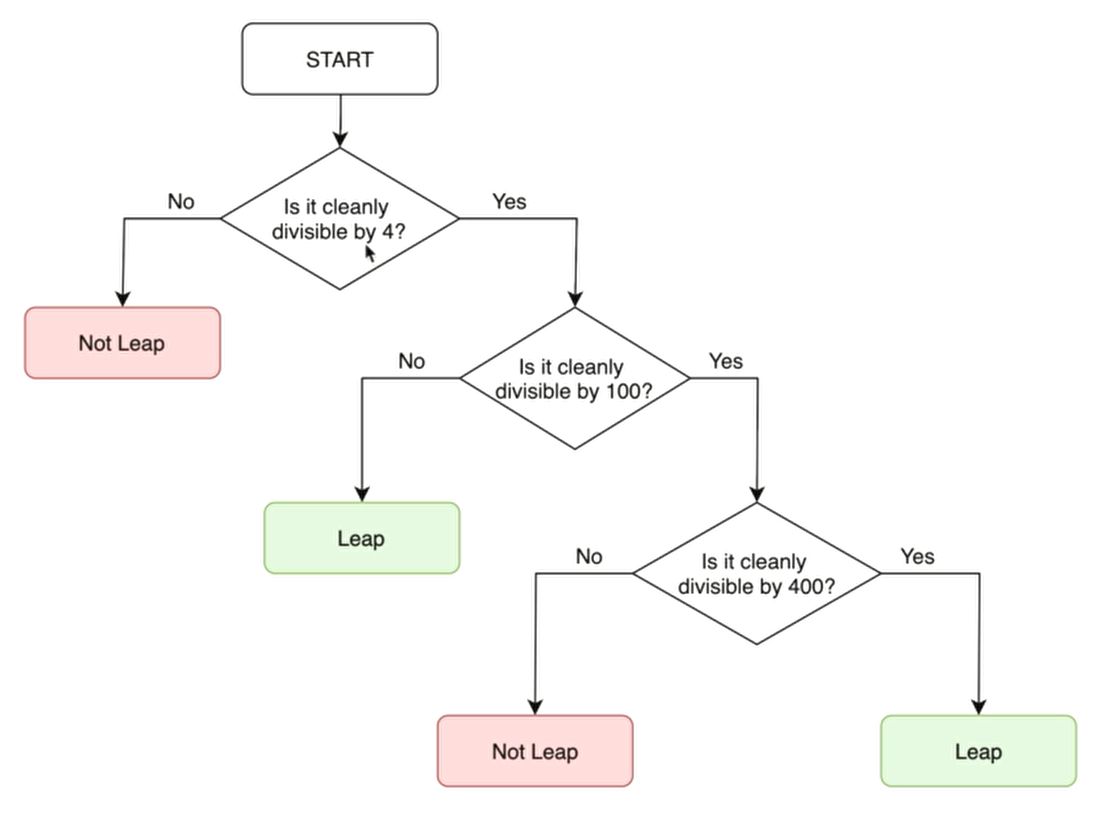 START
No
Yes
Is it cleanly
divisible by 4?
Not Leap
No
Yes
Is it cleanly
divisible by 100?
Leap
No
Yes
Is it cleanly
divisible by 400?
Not Leap
Leap